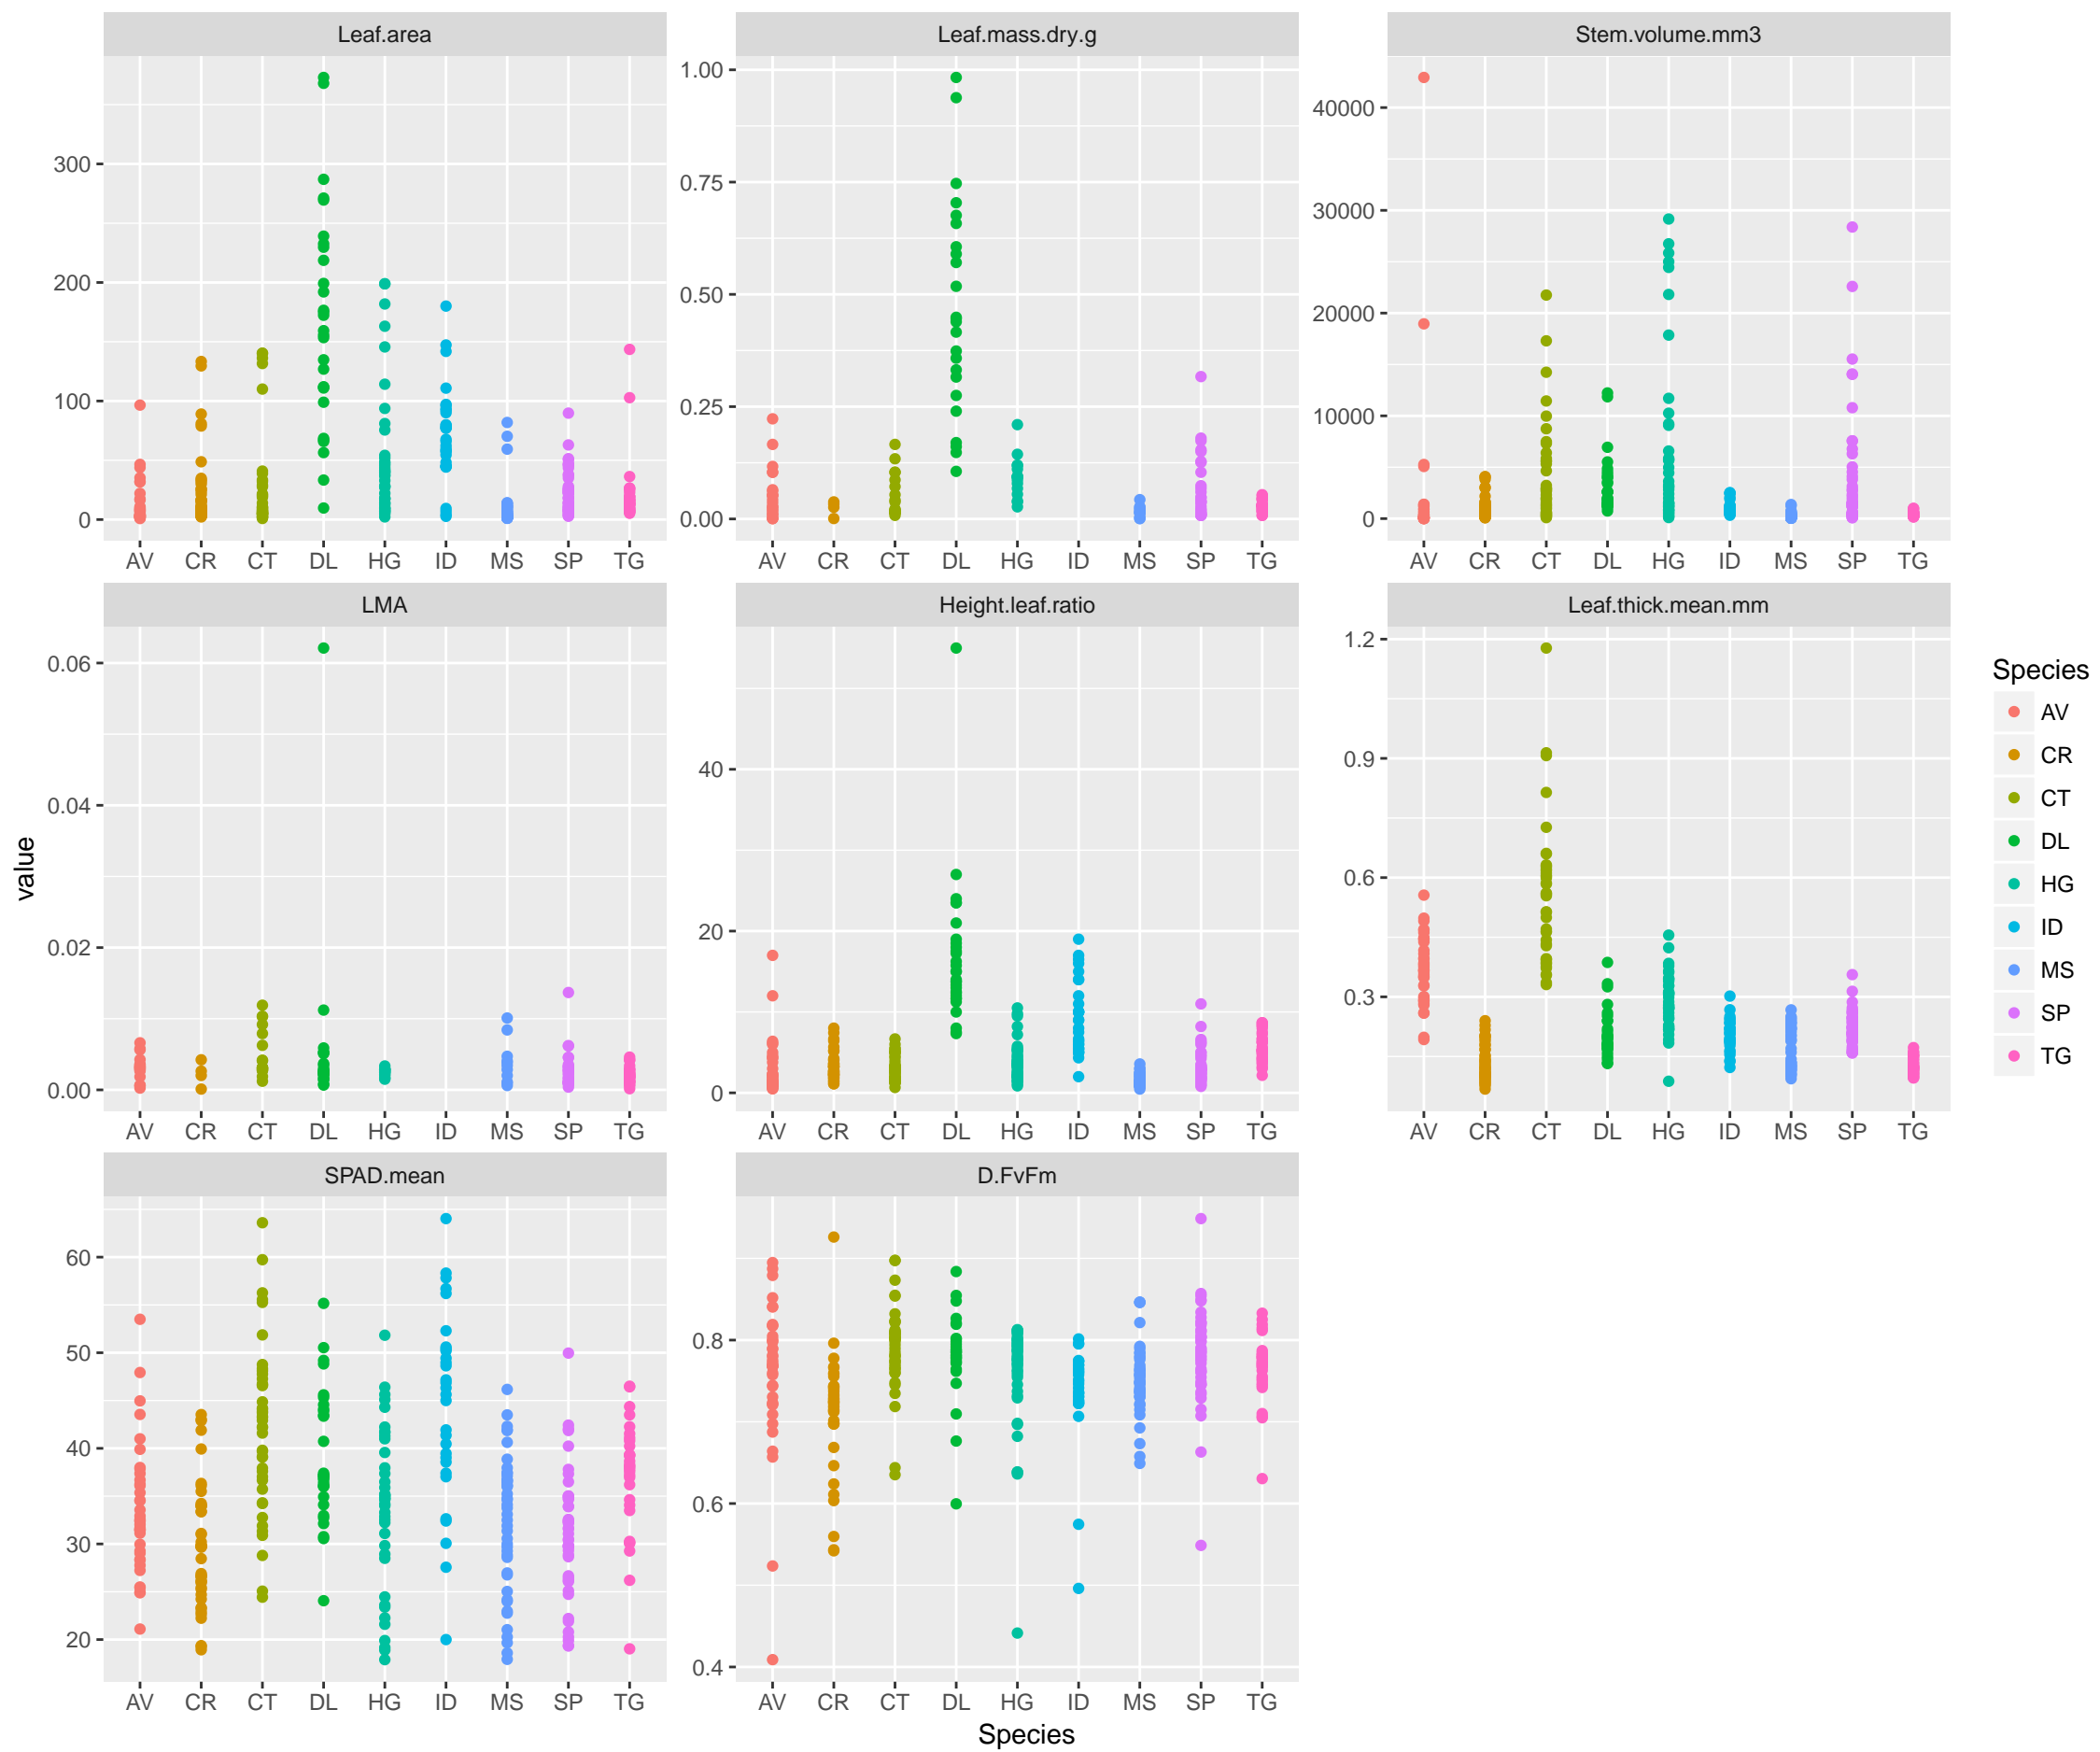 Leaf.area Leaf.mass.dry.g Stem.volume.mm3
300
200
100
0
1.00
0.75
0.50
0.25
0.00
40000
30000
20000
10000
0
AV CR CT DL HG ID MS SP TG
AV CR CT DL HG ID MS SP TG
AV CR CT DL HG ID MS SP TG
LMA Height.leaf.ratio Leaf.thick.mean.mm
value
0.06
0.04
0.02
0.00
40
20
0
1.2
0.9
0.6
0.3
AV CR CT DL HG ID MS SP TG
AV CR CT DL HG ID MS SP TG
AV CR CT DL HG ID MS SP TG
Species
AV
CR
CT
DL
HG
ID
MS
SP
TG
SPAD.mean D.FvFm
60
50
40
30
20
0.8
0.6
0.4
AV CR CT DL HG ID MS SP TG
AV CR CT DL HG ID MS SP TG
Species